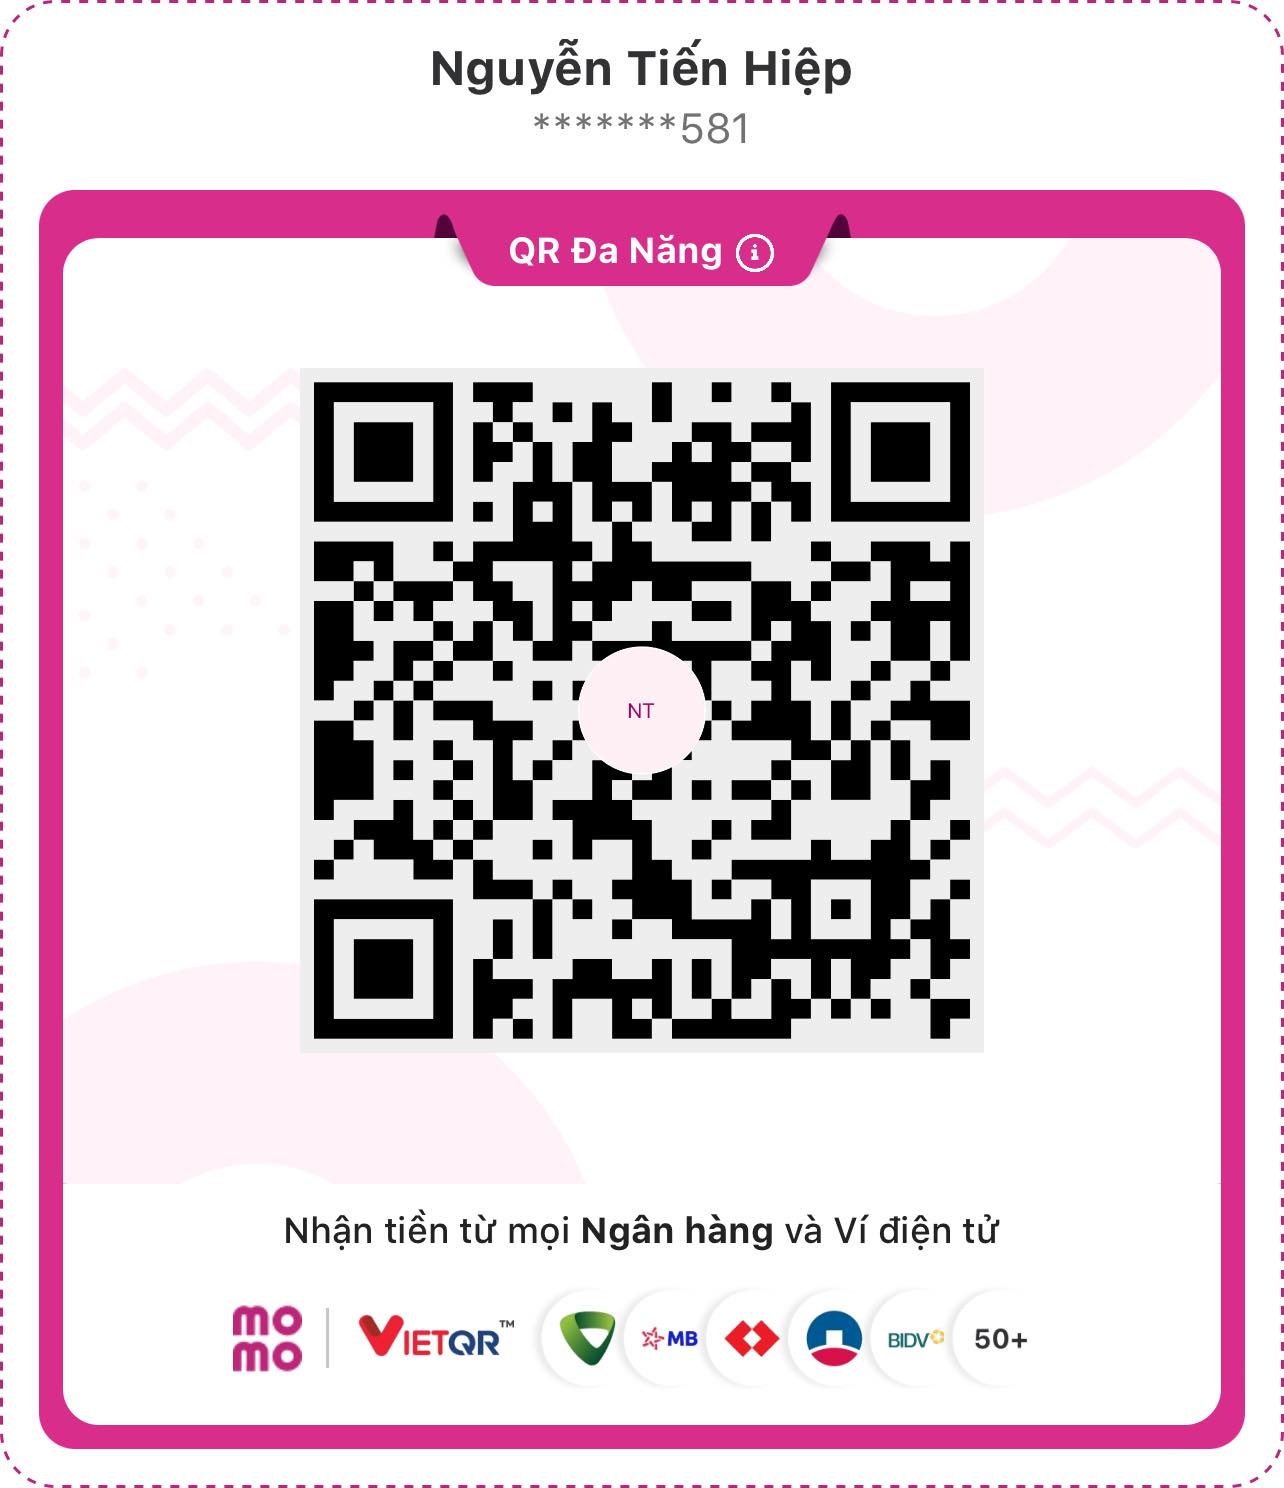 Nguyễn Tiến Hiệp
*******581
QR Đa Năng
NT
Nhận tiền từ mọi Ngân hàng và Ví điện tử
mo
mo
VIETQR™
MB
BIDV
50+